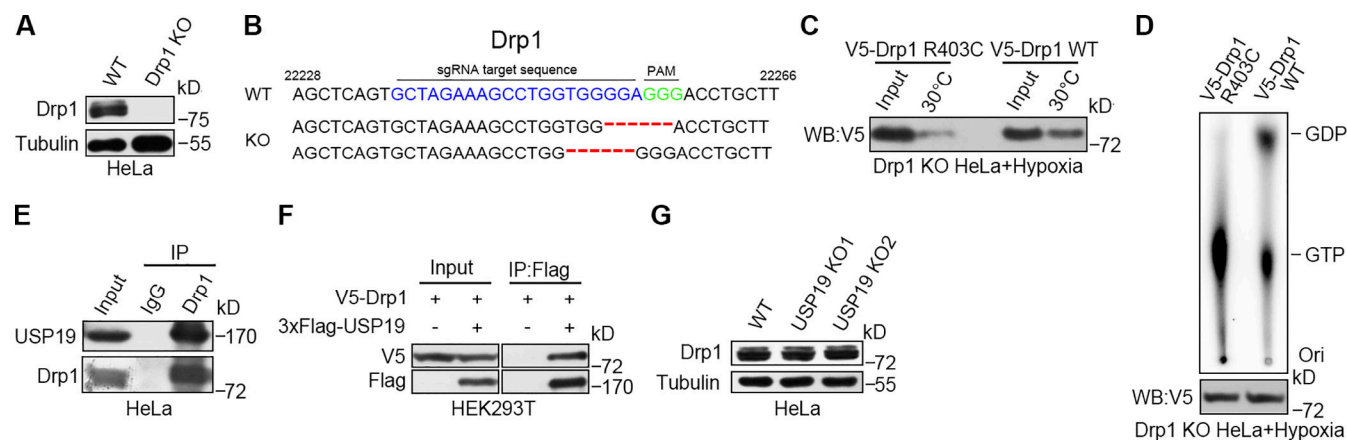 A
WT
Drp1 KO
kD
Drp1
–75
Tubulin
–55
HeLa
B
Drp1
22228
sgRNA target sequence
PAM
22266
WT
AGCTCAGTGCTAGAAAGCCTGGTGGGGAGGGACCTGCTT
KO
AGCTCAGTGCTAGAAAGCCTGGTGG-------ACCTGCTT
AGCTCAGTGCTAGAAAGCCTGG------GGGACCTGCTT
C
V5-Drp1 R403C
V5-Drp1 WT
Input
30°C
Input
30°C
kD
WB:V5
–72
Drp1 KO HeLa+Hypoxia
D
V5-Drp1 R403C
V5-Drp1 WT
–GDP
–GTP
Ori
kD
WB:V5
–72
Drp1 KO HeLa+Hypoxia
E
IP
Input
IgG
Drp1
kD
USP19
–170
Drp1
–72
HeLa
F
Input
IP:Flag
V5-Drp1 + + + +
3xFlag-USP19 - + - +
kD
V5
–72
Flag
–170
HEK293T
G
WT
USP19 KO1
USP19 KO2
kD
Drp1
–72
Tubulin
–55
HeLa